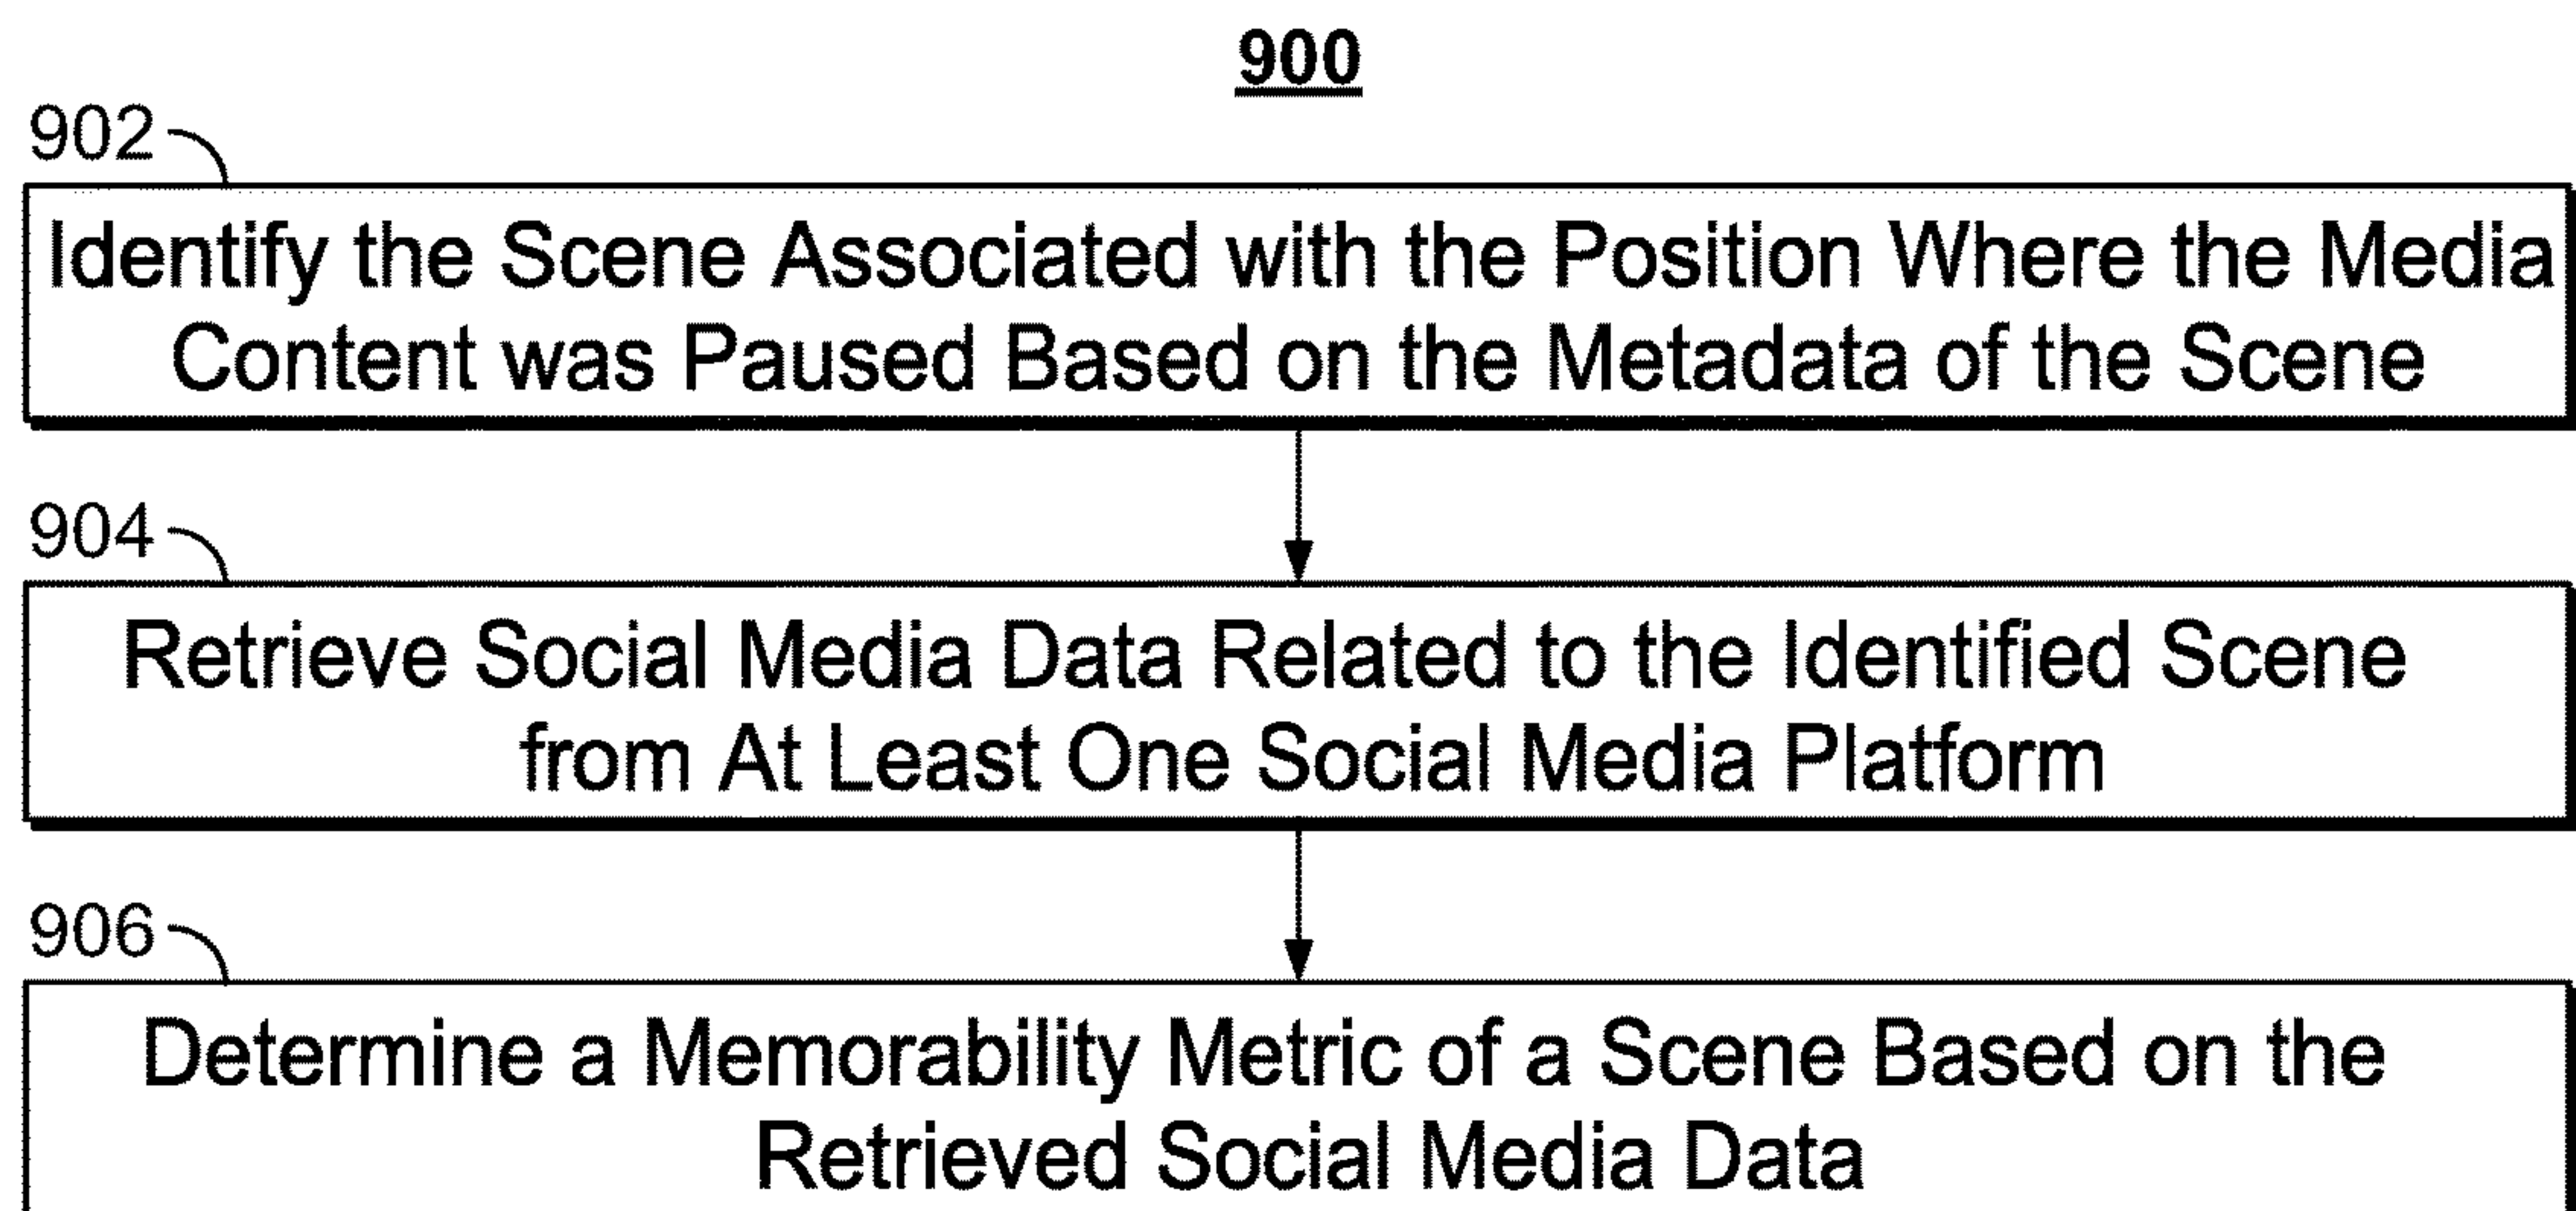 900
902
Identify the Scene Associated with the Position Where the Media
Content was Paused Based on the Metadata of the Scene
904
Retrieve Social Media Data Related to the Identified Scene
from At Least One Social Media Platform
906
Determine a Memorability Metric of a Scene Based on the
Retrieved Social Media Data